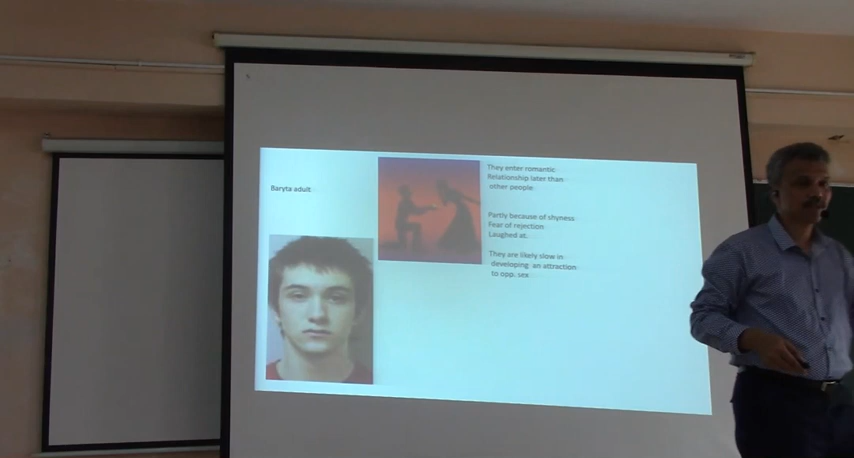 Baryta adult
They enter romantic
Relationship later than
other people
Partly because of shyness
Fear of rejection
Laughed at.
They are likely slow in
developing an attraction
to opp. sex